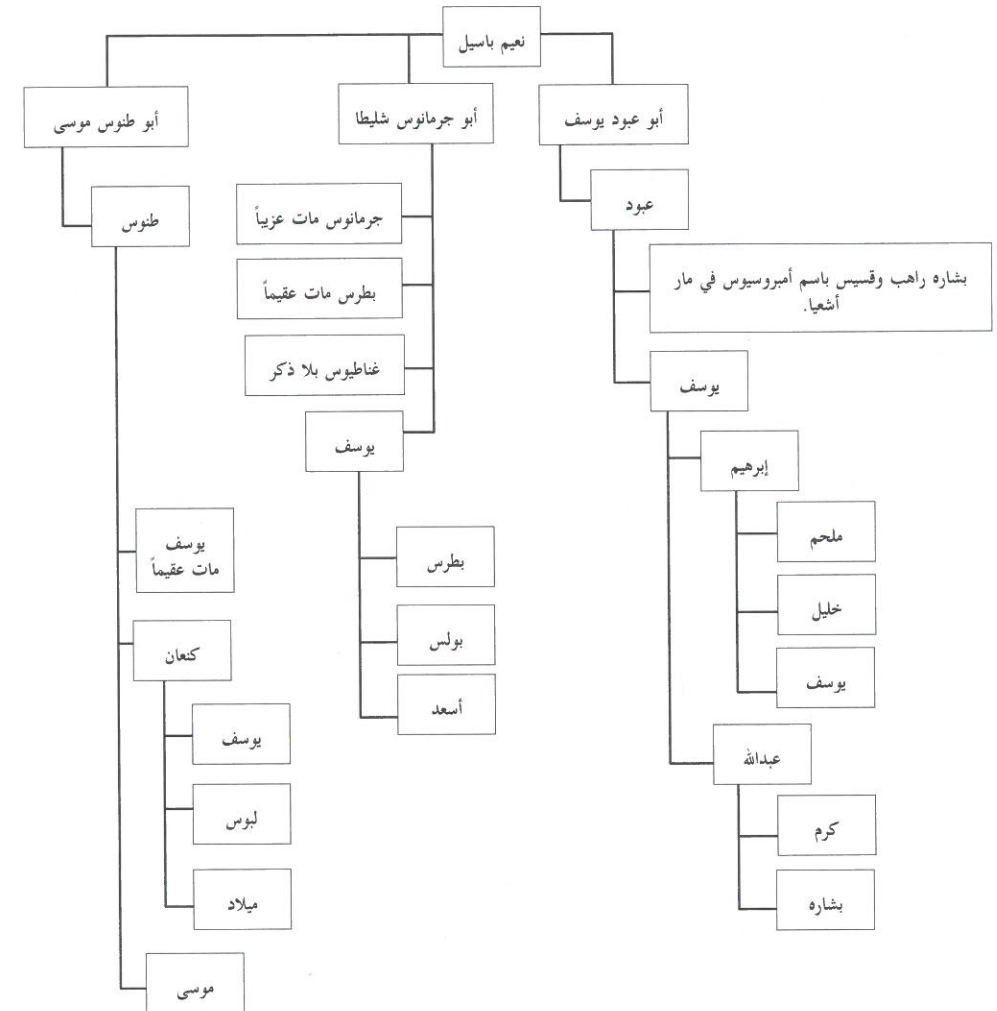 نعيم باسيل
أبو عبود يوسف
عبود
بشاره راهب وقسيس باسم أمبروسيوس في مار
أشعيا.
يوسف
إبرهيم
ملحم
خليل
يوسف
عبدالله
كرم
بشاره
أبو جرمانوس شليطا
جرمانوس مات عزيباً
بطرس مات عقيماً
غناطيوس بلا ذكر
يوسف
بطرس
بولس
أسعد
أبو طنوس موسى
طنوس
يوسف
مات عقيماً
كنعان
يوسف
لبوس
ميلاد
موسى